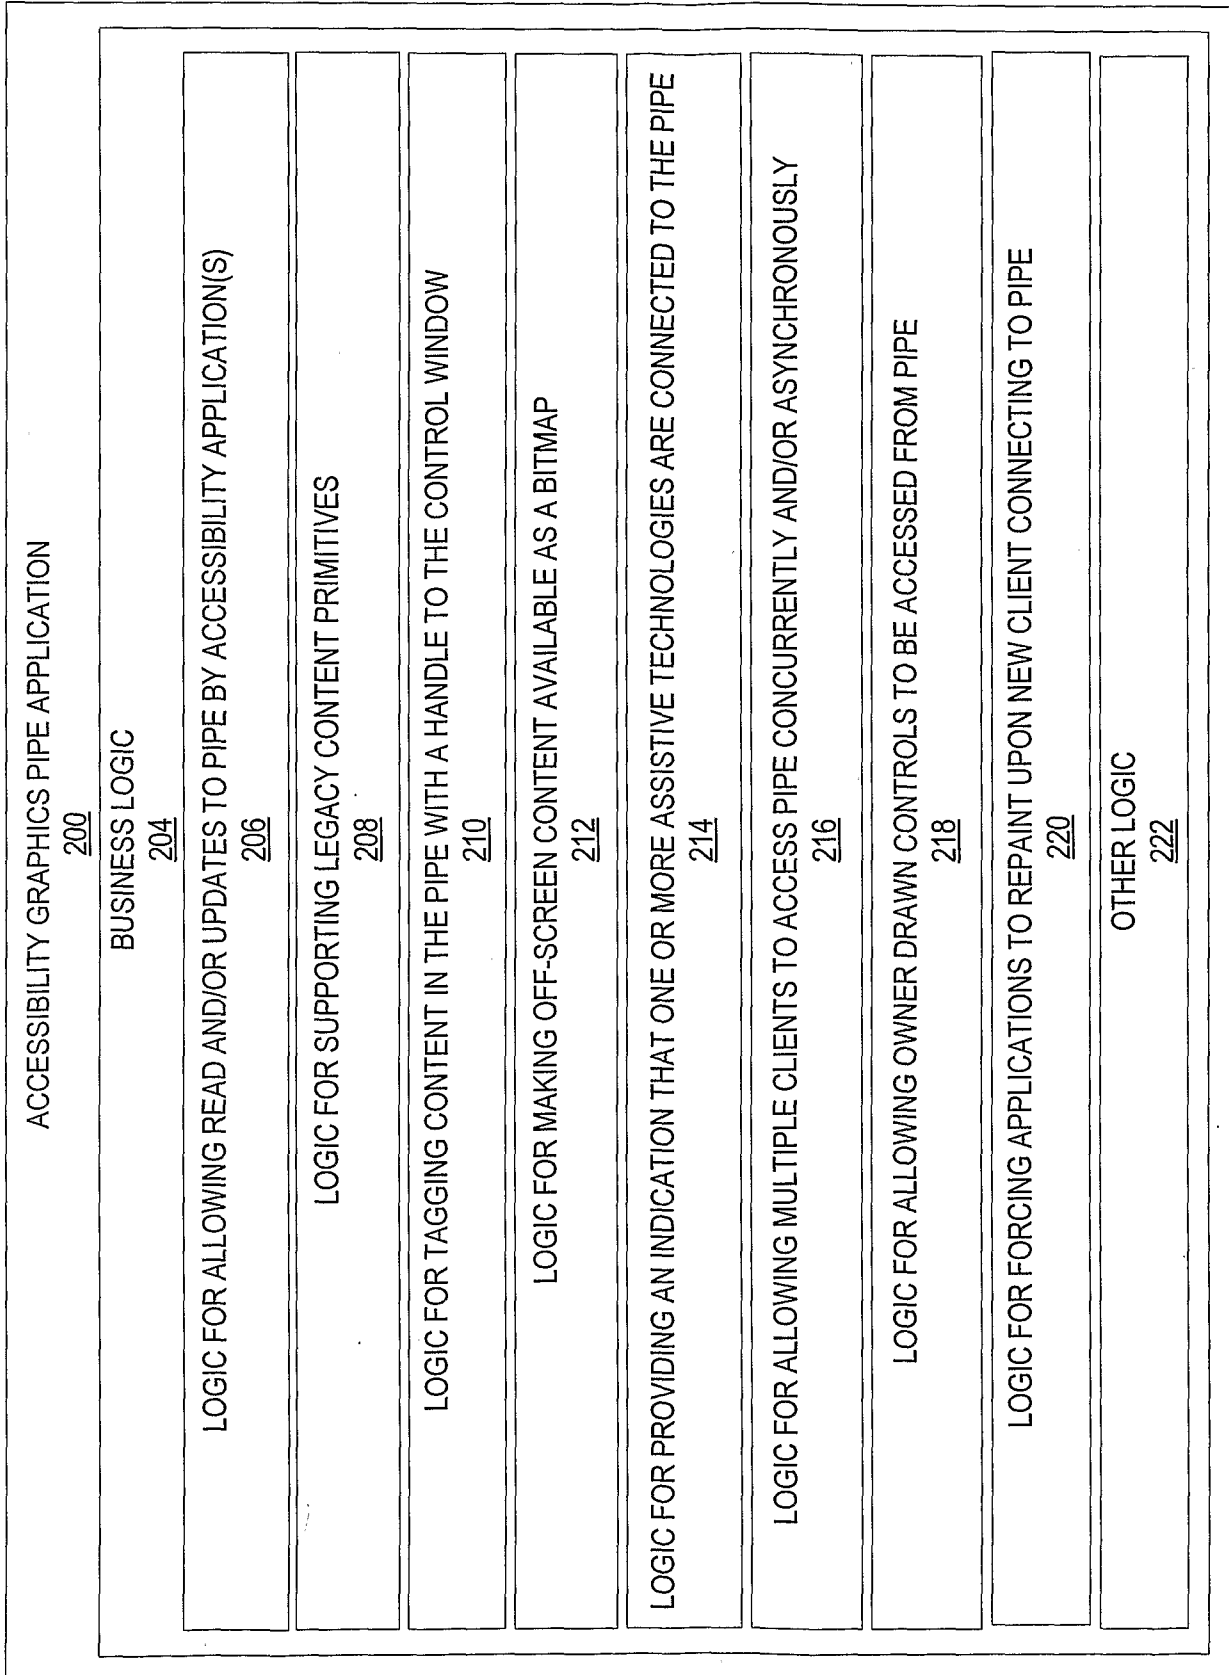 ACCESSIBILITY GRAPHICS PIPE APPLICATION
200
BUSINESS LOGIC
204
LOGIC FOR ALLOWING READ AND/OR UPDATES TO PIPE BY ACCESSIBILITY APPLICATION(S)
206
LOGIC FOR SUPPORTING LEGACY CONTENT PRIMITIVES
208
LOGIC FOR TAGGING CONTENT IN THE PIPE WITH A HANDLE TO THE CONTROL WINDOW
210
LOGIC FOR MAKING OFF-SCREEN CONTENT AVAILABLE AS A BITMAP
212
LOGIC FOR PROVIDING AN INDICATION THAT ONE OR MORE ASSISTIVE TECHNOLOGIES ARE CONNECTED TO THE PIPE
214
LOGIC FOR ALLOWING MULTIPLE CLIENTS TO ACCESS PIPE CONCURRENTLY AND/OR ASYNCHRONOUSLY
216
LOGIC FOR ALLOWING OWNER DRAWN CONTROLS TO BE ACCESSED FROM PIPE
218
LOGIC FOR FORCING APPLICATIONS TO REPAINT UPON NEW CLIENT CONNECTING TO PIPE
220
OTHER LOGIC
222